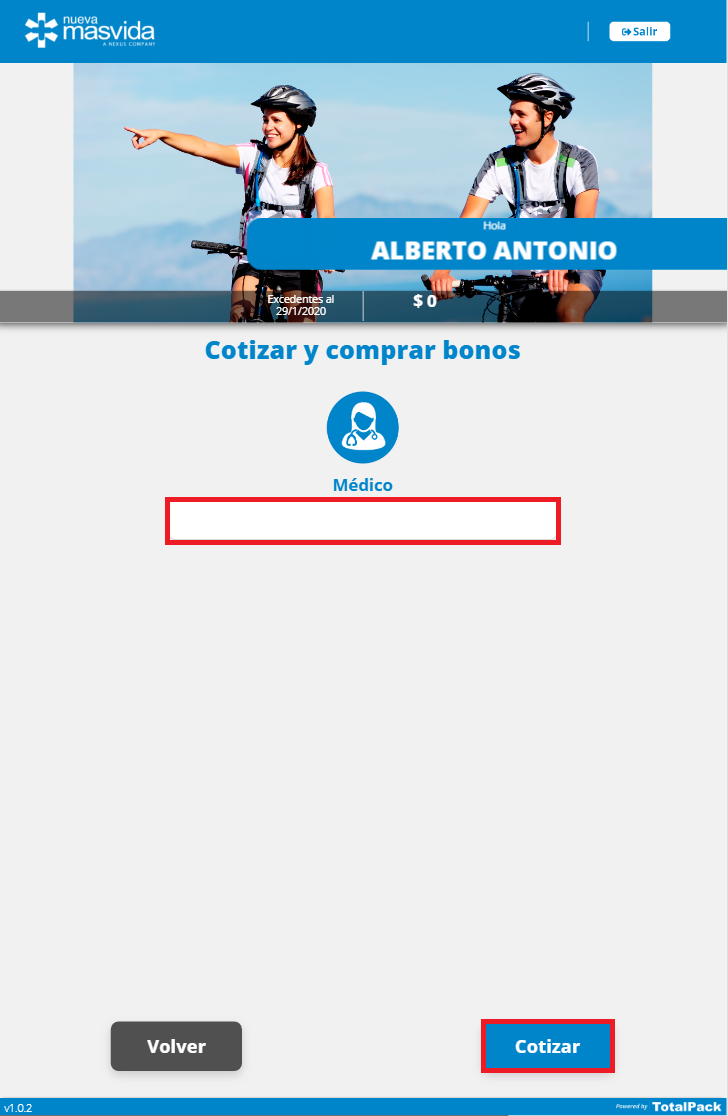 nueva
masvida
A NEXUS COMPANY
Salir
Hola
ALBERTO ANTONIO
Excedentes al
29/1/2020
$ 0
Cotizar y comprar bonos
Médico
Volver
Cotizar
v1.0.2
Powered by TotalPack